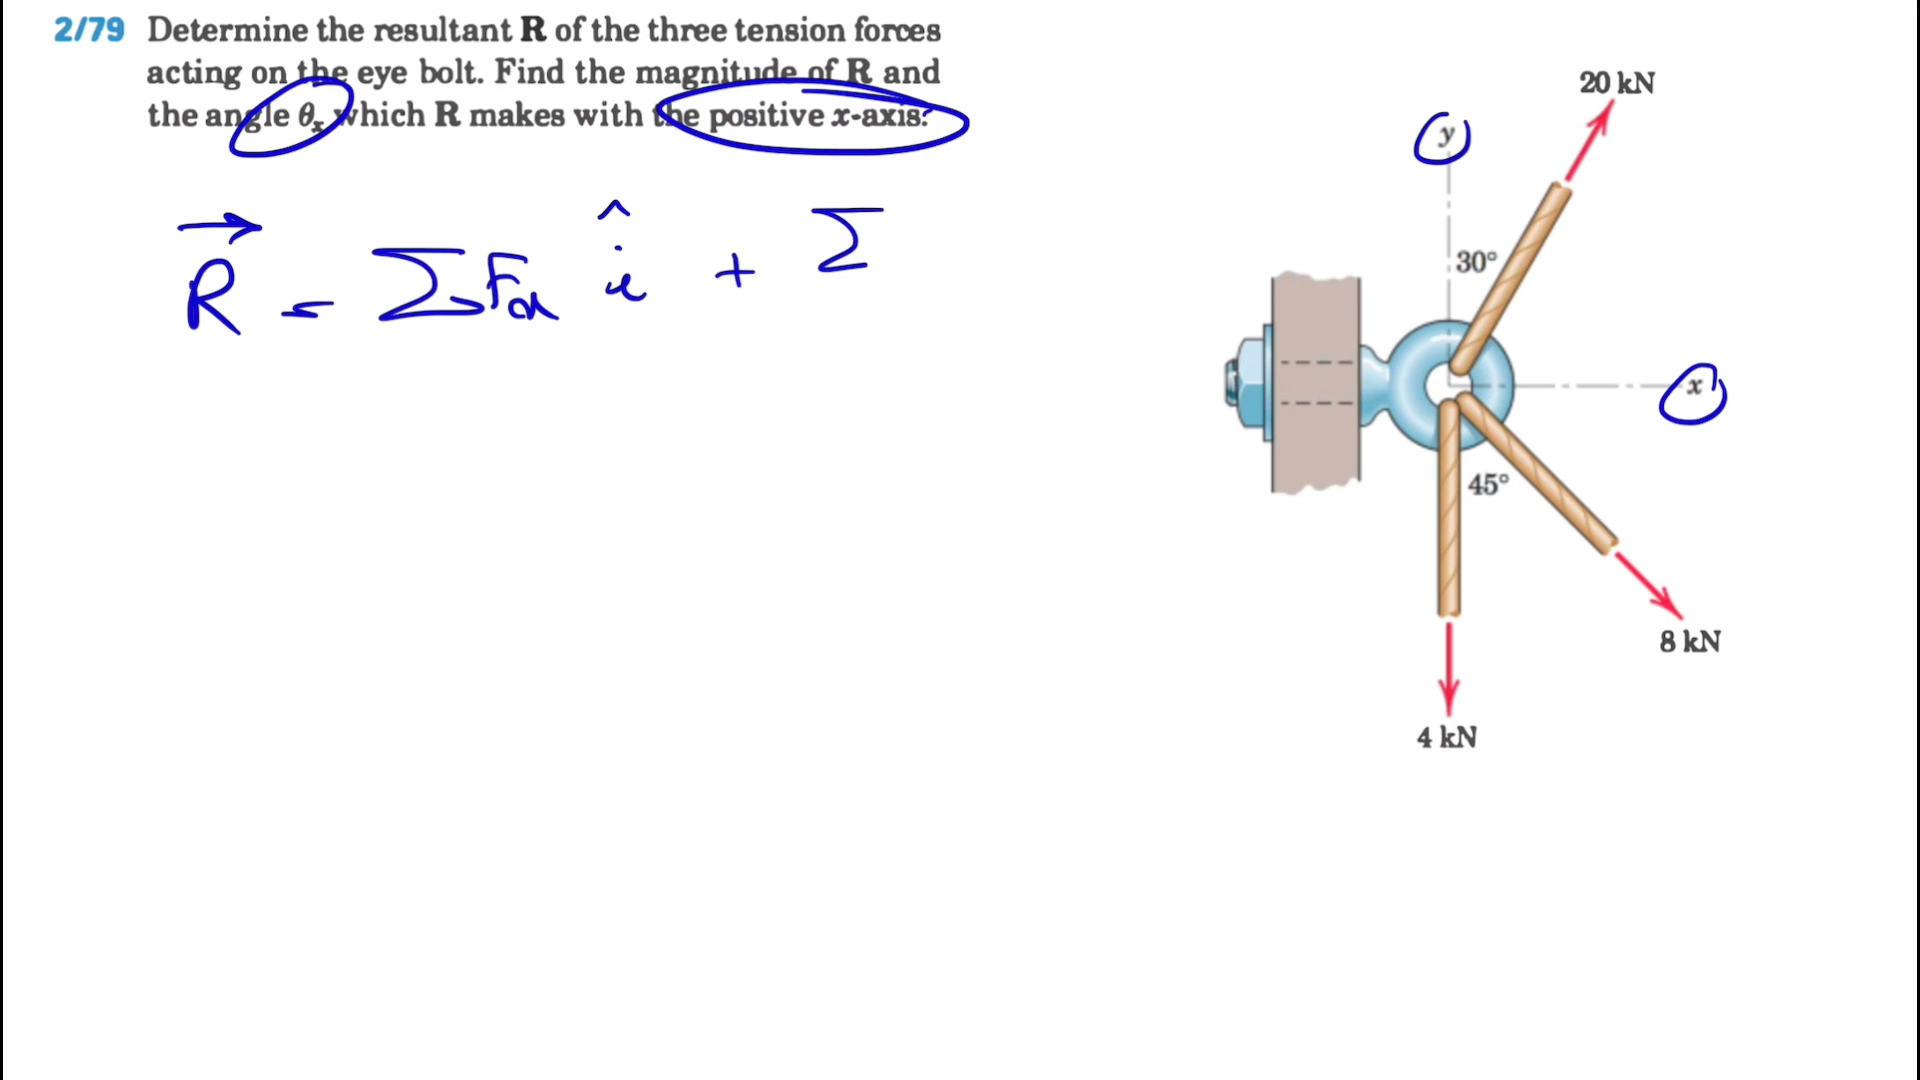 2/79 Determine the resultant R of the three tension forces
acting on the eye bolt. Find the magnitude of R and
the angle θx which R makes with the positive x-axis.
R = ΣFx î + Σ
20 kN
y
30°
x
45°
8 kN
4 kN